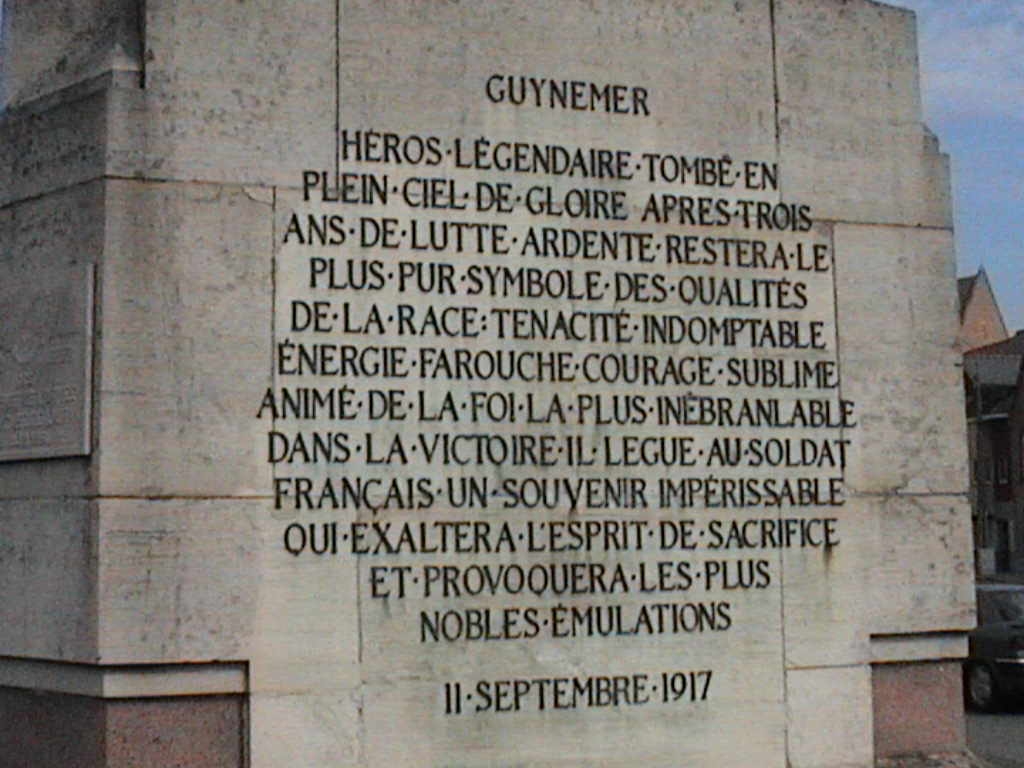 GUYNEMER
HÉROS·LÉGENDAIRE·TOMBÉ·EN
PLEIN·CIEL·DE·GLOIRE APRES·TROIS
ANS·DE·LUTTE·ARDENTE·RESTERA·LE
PLUS·PUR·SYMBOLE·DES·QUALITÉS
DE·LA·RACE:TENACITÉ·INDOMPTABLE
ÉNERGIE·FAROUCHE·COURAGE·SUBLIME
ANIMÉ·DE·LA·FOI·LA·PLUS·INÉBRANLABLE
DANS·LA·VICTOIRE·IL·LEGUE·AU·SOLDAT
FRANÇAIS·UN·SOUVENIR IMPÉRISSABLE
QUI·EXALTERA·L'ESPRIT·DE·SACRIFICE
ET·PROVOQUERA·LES·PLUS
NOBLES·ÉMULATIONS
11·SEPTEMBRE·1917